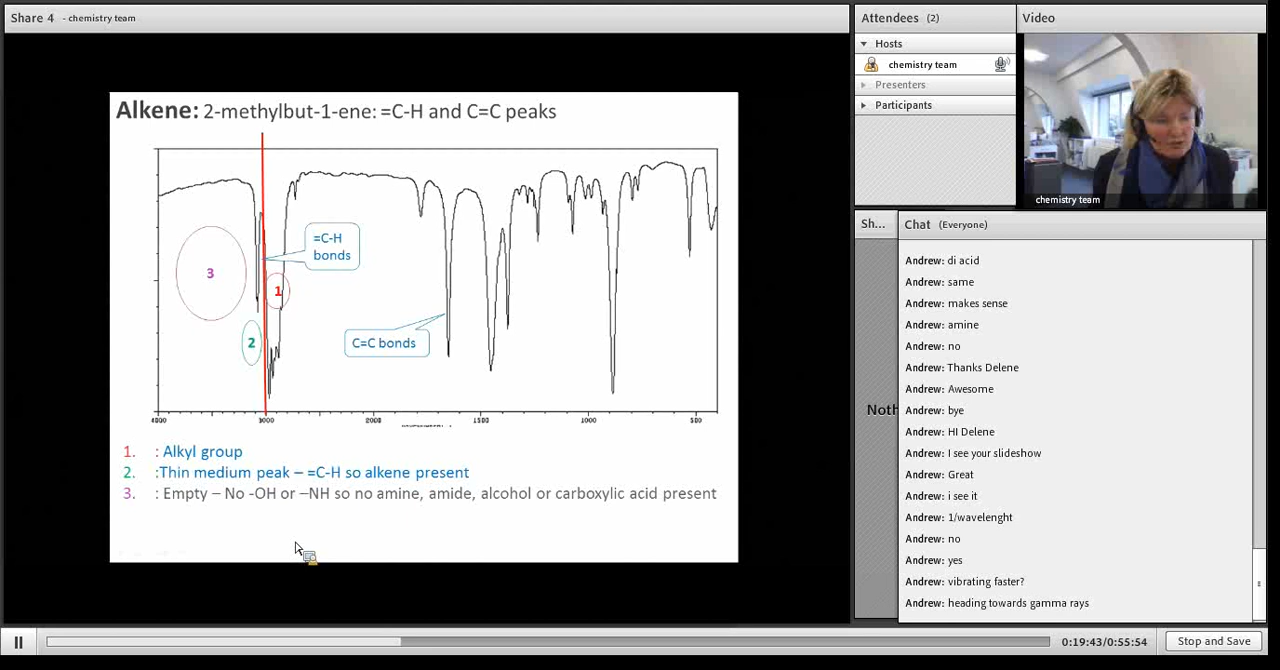 Share 4 - chemistry team
Alkene: 2-methylbut-1-ene: =C-H and C=C peaks
=C-H
bonds
3
1
2
C=C bonds
4000 3000 2000 1500 1000 500
1. : Alkyl group
2. :Thin medium peak – =C-H so alkene present
3. : Empty – No -OH or –NH so no amine, amide, alcohol or carboxylic acid present
Attendees (2)
Hosts
chemistry team
Presenters
Participants
Video
chemistry team
Sh...
Noth
Chat (Everyone)
Andrew: di acid
Andrew: same
Andrew: makes sense
Andrew: amine
Andrew: no
Andrew: Thanks Delene
Andrew: Awesome
Andrew: bye
Andrew: HI Delene
Andrew: I see your slideshow
Andrew: Great
Andrew: i see it
Andrew: 1/wavelenght
Andrew: no
Andrew: yes
Andrew: vibrating faster?
Andrew: heading towards gamma rays
0:19:43/0:55:54
Stop and Save